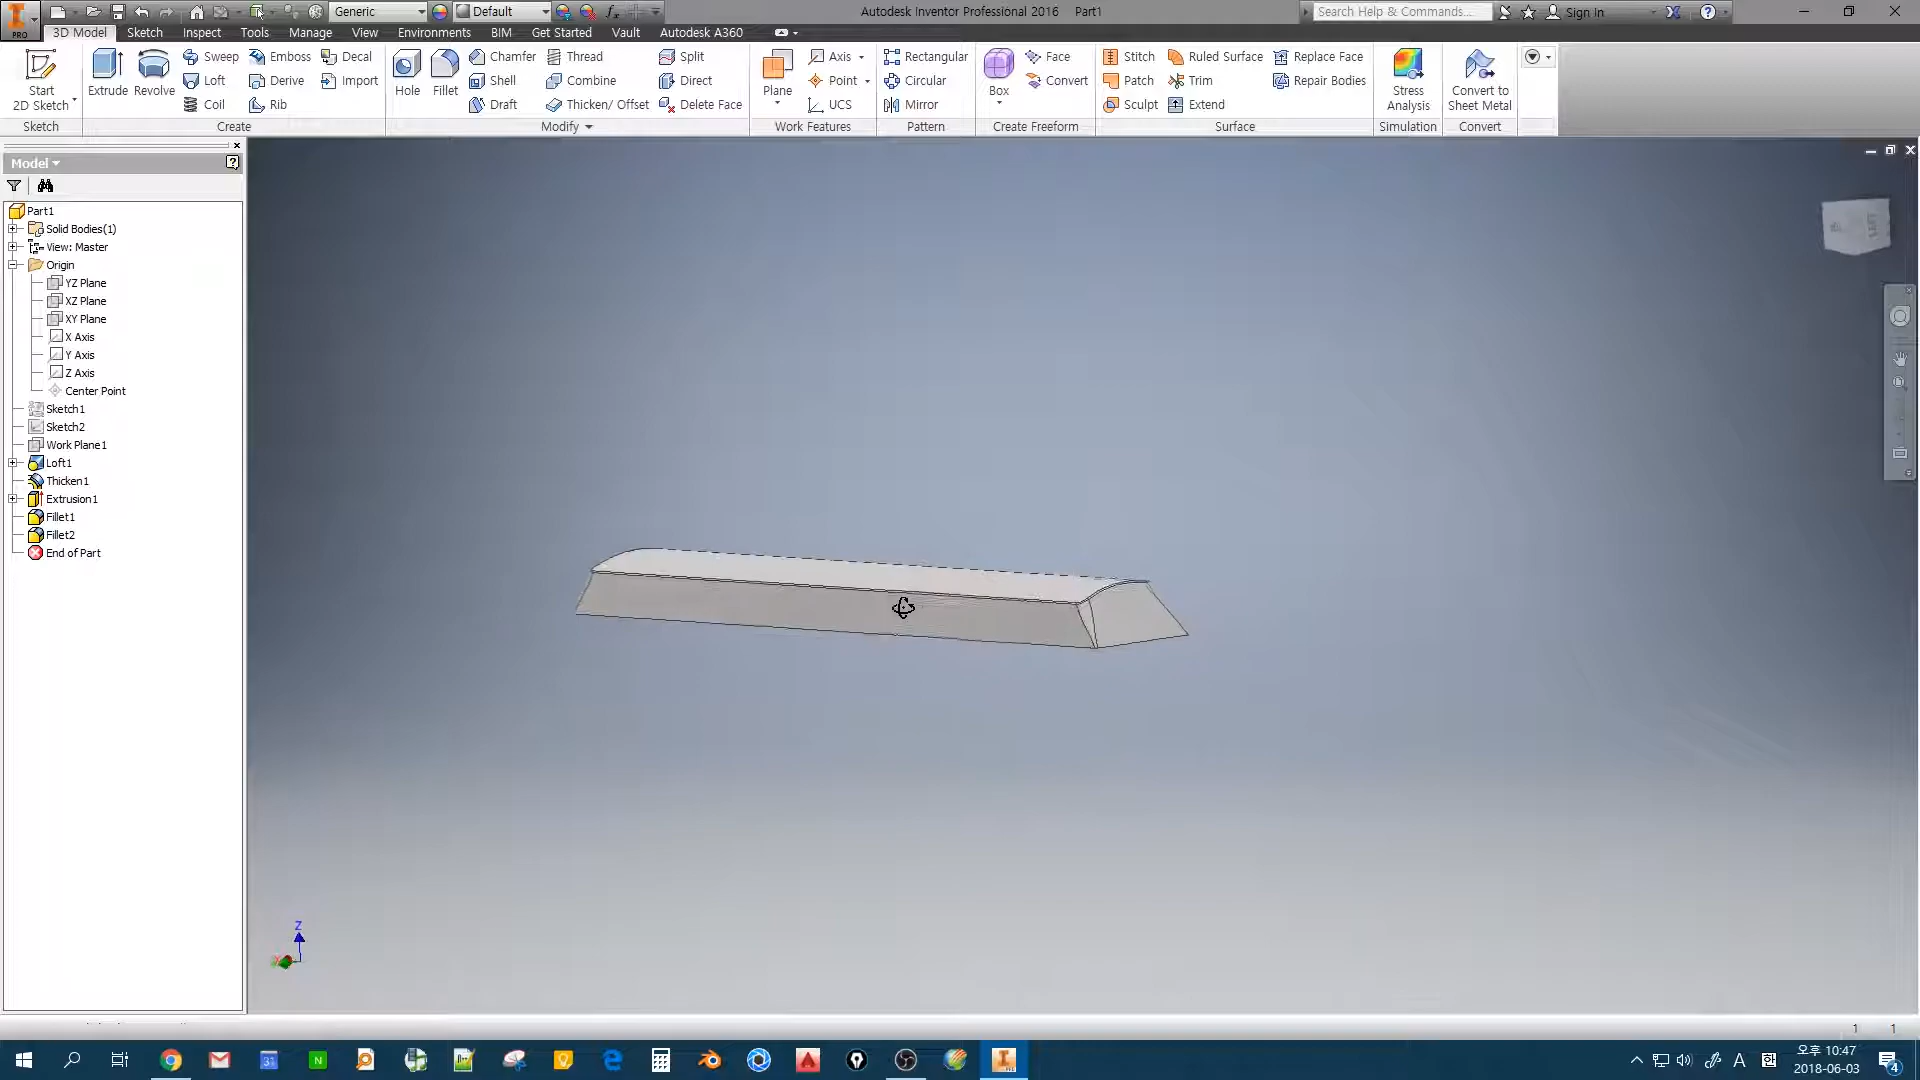 Generic
Default
Autodesk Inventor Professional 2016 Part1
Search Help & Commands...
Sign In
PRO
3D Model Sketch Inspect Tools Manage View Environments BIM Get Started Vault Autodesk A360
Start
2D Sketch
Extrude
Revolve
Sweep
Loft
Coil
Emboss
Derive
Rib
Decal
Import
Hole
Fillet
Chamfer
Shell
Draft
Thread
Combine
Thicken/ Offset
Split
Direct
Delete Face
Plane
Axis
Point
UCS
Rectangular
Circular
Mirror
Box
Face
Convert
Stitch
Patch
Sculpt
Ruled Surface
Trim
Extend
Replace Face
Repair Bodies
Stress
Analysis
Convert to
Sheet Metal
Sketch
Create
Modify
Work Features
Pattern
Create Freeform
Surface
Simulation
Convert
Model
Part1
Solid Bodies(1)
View: Master
Origin
YZ Plane
XZ Plane
XY Plane
X Axis
Y Axis
Z Axis
Center Point
Sketch1
Sketch2
Work Plane1
Loft1
Thicken1
Extrusion1
Fillet1
Fillet2
End of Part
Z
1 1
31
N
A
오후 10:47
2018-06-03
4